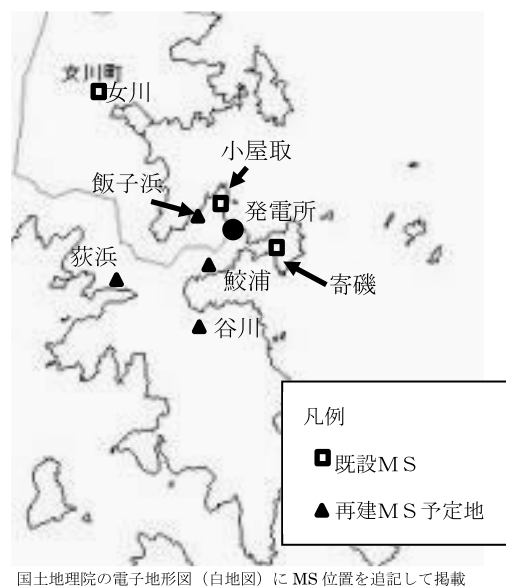 女川町
女川
小屋取
飯子浜
発電所
荻浜
鮫浦
寄磯
谷川
凡例
既設ＭＳ
再建ＭＳ予定地
国土地理院の電子地形図（白地図）に MS 位置を追記して掲載